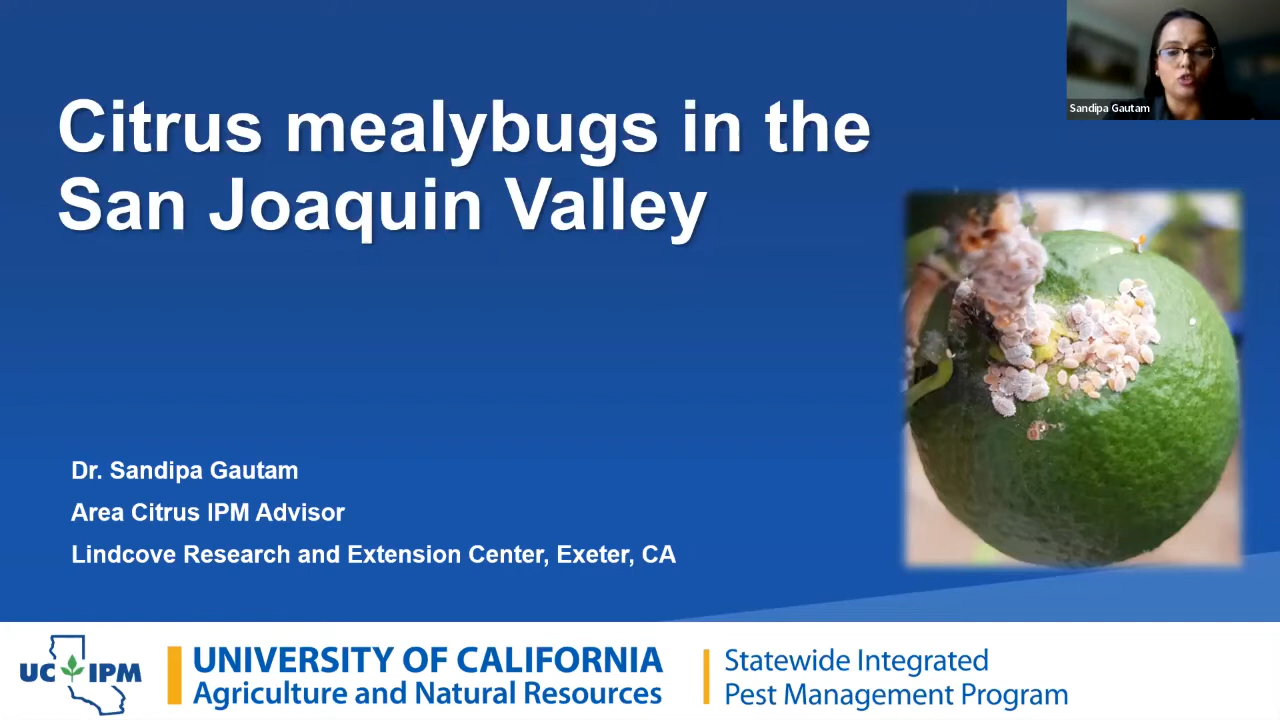 Sandipa Gautam
Citrus mealybugs in the
San Joaquin Valley
Dr. Sandipa Gautam
Area Citrus IPM Advisor
Lindcove Research and Extension Center, Exeter, CA
UC IPM
UNIVERSITY OF CALIFORNIA
Agriculture and Natural Resources
Statewide Integrated
Pest Management Program